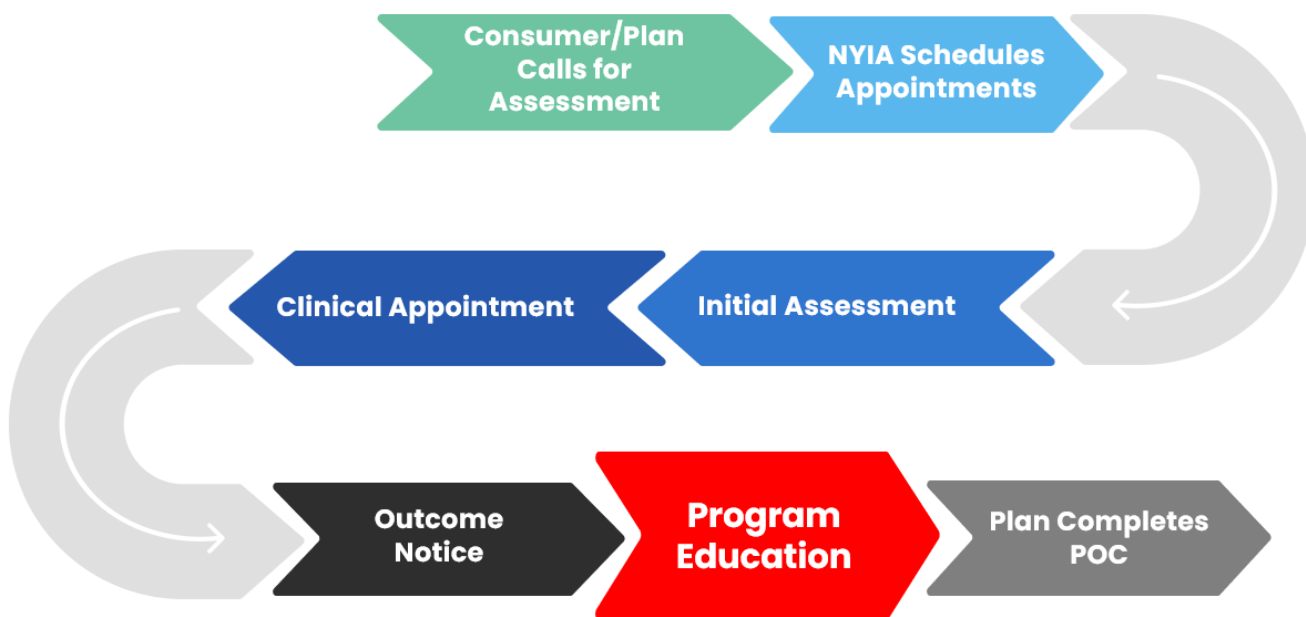 Consumer/Plan
Calls for
Assessment
NYIA Schedules
Appointments
Initial Assessment
Clinical Appointment
Outcome
Notice
Program
Education
Plan Completes
POC